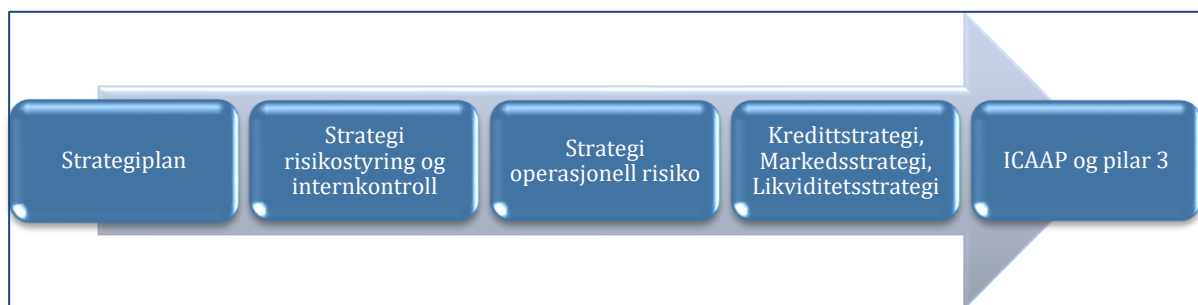 Strategiplan
Strategi
risikostyring og
internkontroll
Strategi
operasjonell risiko
Kredittstrategi,
Markedsstrategi,
Likviditetsstrategi
ICAAP og pilar 3